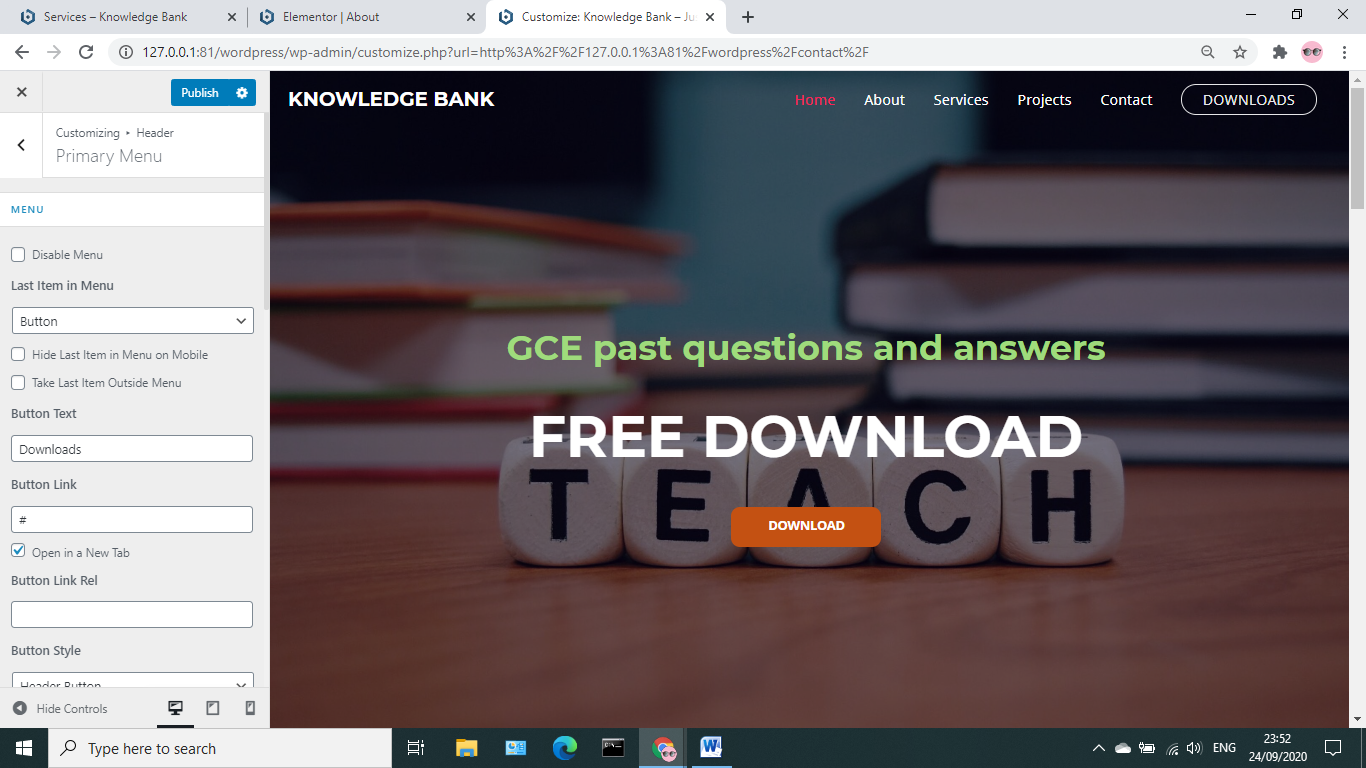 Services – Knowledge Bank
Elementor | About
Customize: Knowledge Bank – Ju
127.0.0.1:81/wordpress/wp-admin/customize.php?url=http%3A%2F%2F127.0.0.1%3A81%2Fwordpress%2Fcontact%2F
Publish
Customizing ▸ Header
Primary Menu
MENU
Disable Menu
Last Item in Menu
Button
Hide Last Item in Menu on Mobile
Take Last Item Outside Menu
Button Text
Downloads
Button Link
#
Open in a New Tab
Button Link Rel
Button Style
Header Button
Hide Controls
KNOWLEDGE BANK
Home About Services Projects Contact DOWNLOADS
GCE past questions and answers
FREE DOWNLOAD
TEACH
DOWNLOAD
Type here to search
ENG
23:52
24/09/2020